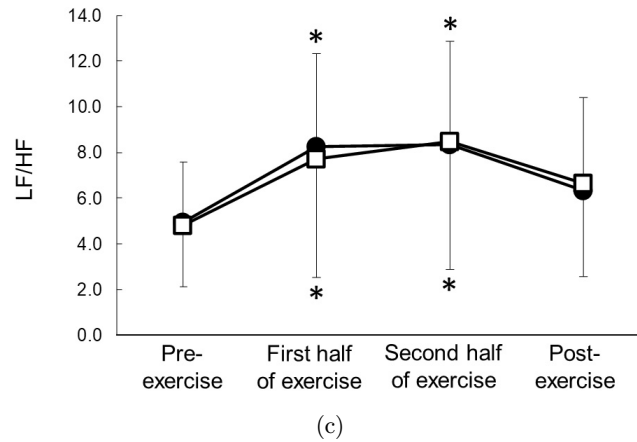 14.0
12.0
10.0
8.0
6.0
4.0
2.0
0.0
LF/HF
*
*
*
*
Pre-
exercise
First half
of exercise
Second half
of exercise
Post-
exercise
(c)